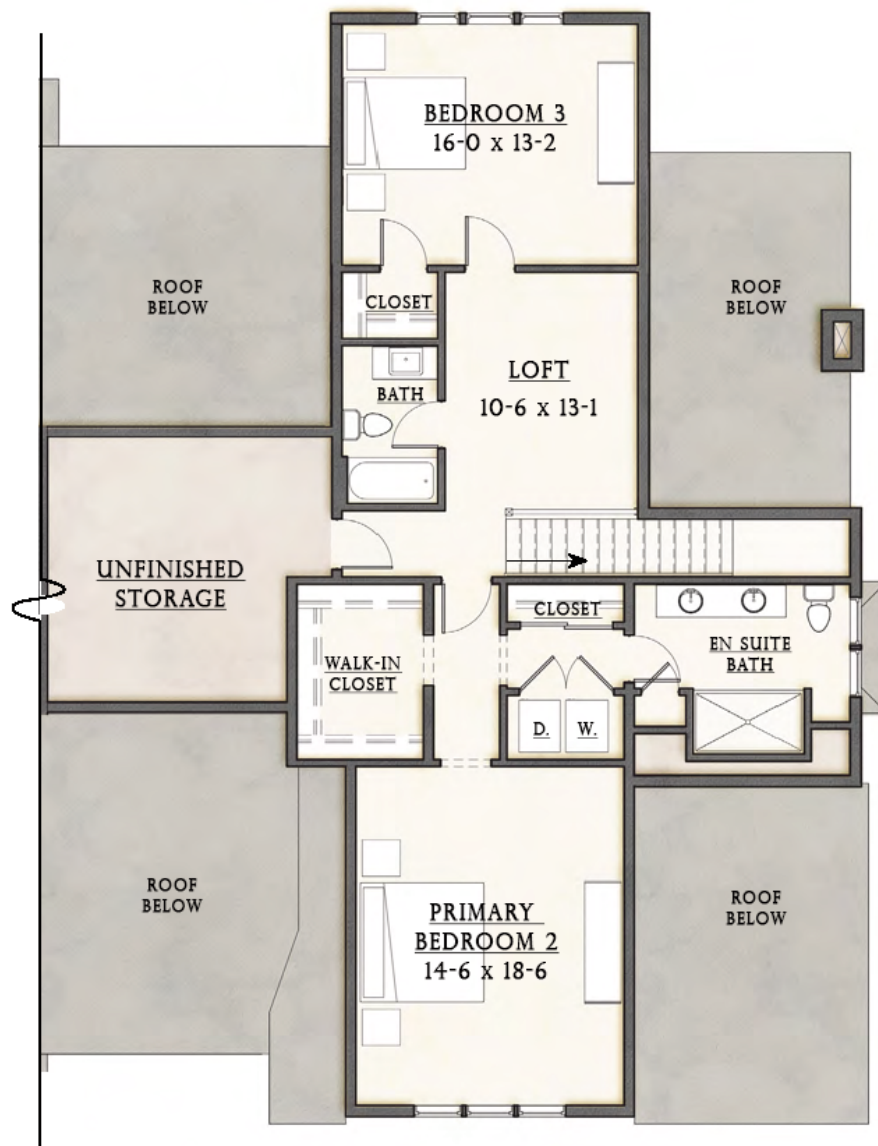 BEDROOM 3
16-0 x 13-2
ROOF
BELOW
ROOF
BELOW
CLOSET
LOFT
10-6 x 13-1
BATH
UNFINISHED
STORAGE
CLOSET
EN SUITE
BATH
WALK-IN
CLOSET
D.
W.
ROOF
BELOW
PRIMARY
BEDROOM 2
14-6 x 18-6
ROOF
BELOW